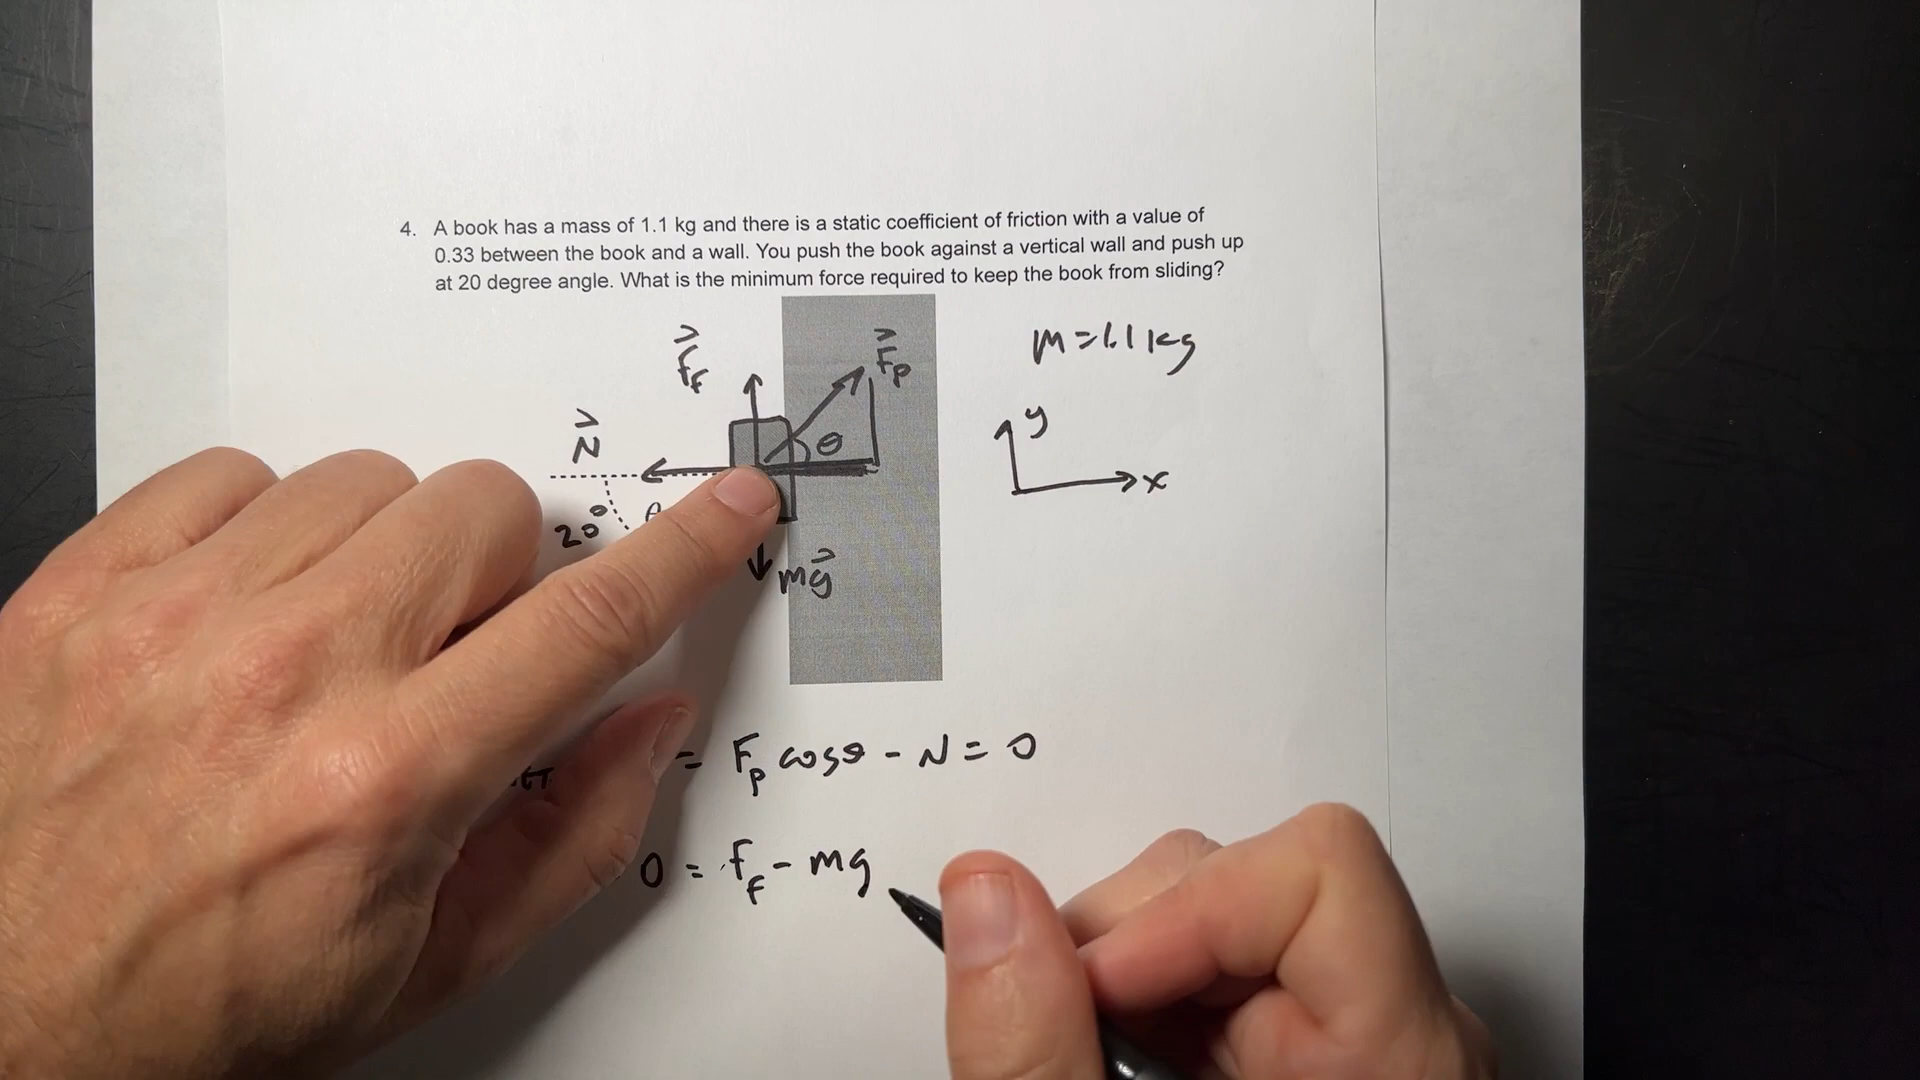 4. A book has a mass of 1.1 kg and there is a static coefficient of friction with a value of
0.33 between the book and a wall. You push the book against a vertical wall and push up
at 20 degree angle. What is the minimum force required to keep the book from sliding?
F⃗f
F⃗p
m = 1.1 kg
N⃗
θ
y
x
20°
mg⃗
= Fp cosθ - N = 0
0 = Ff - mg